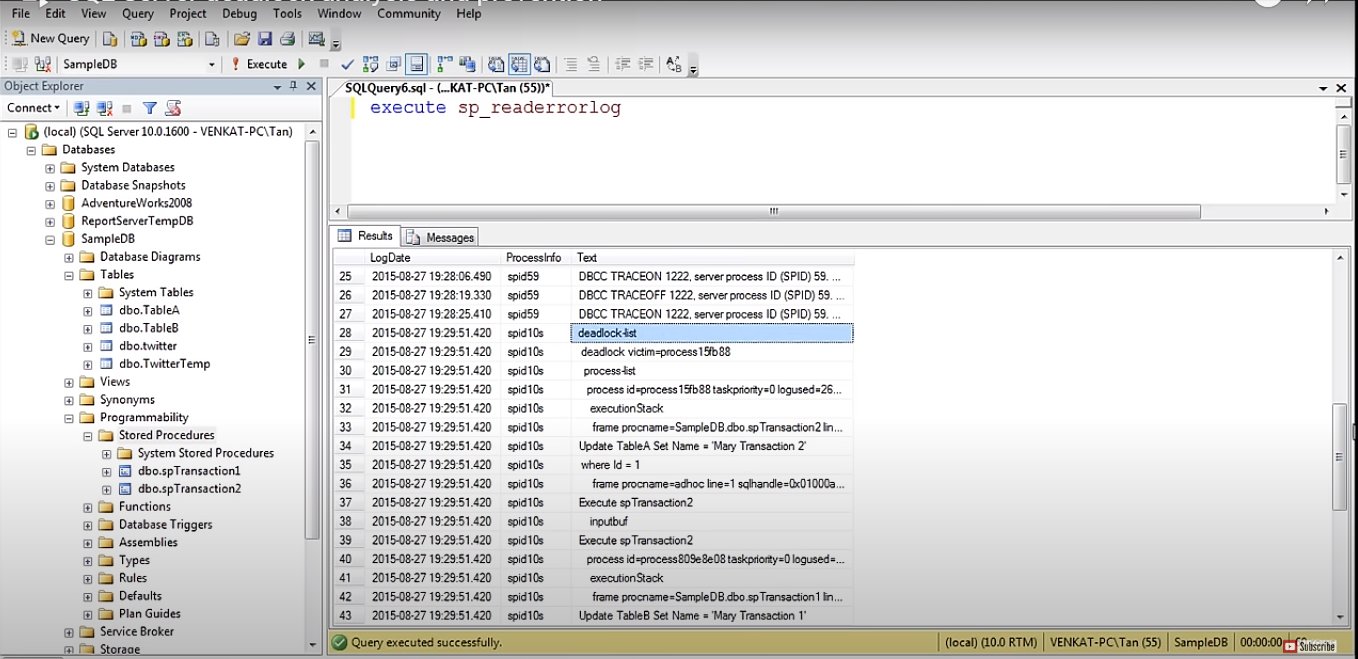 File Edit View Query Project Debug Tools Window Community Help
New Query
SampleDB Execute
Object Explorer
Connect
(local) (SQL Server 10.0.1600 - VENKAT-PC\Tan)
Databases
System Databases
Database Snapshots
AdventureWorks2008
ReportServerTempDB
SampleDB
Database Diagrams
Tables
System Tables
dbo.TableA
dbo.TableB
dbo.twitter
dbo.TwitterTemp
Views
Synonyms
Programmability
Stored Procedures
System Stored Procedures
dbo.spTransaction1
dbo.spTransaction2
Functions
Database Triggers
Assemblies
Types
Rules
Defaults
Plan Guides
Service Broker
Storage
SQLQuery6.sql - (...KAT-PC\Tan (55))*
execute sp_readerrorlog
Results Messages
LogDate ProcessInfo Text
25 2015-08-27 19:28:06.490 spid59 DBCC TRACEON 1222, server process ID (SPID) 59. ...
26 2015-08-27 19:28:19.330 spid59 DBCC TRACEOFF 1222, server process ID (SPID) 59. ...
27 2015-08-27 19:28:25.410 spid59 DBCC TRACEON 1222, server process ID (SPID) 59. ...
28 2015-08-27 19:29:51.420 spid10s deadlock-list
29 2015-08-27 19:29:51.420 spid10s deadlock victim=process15fb88
30 2015-08-27 19:29:51.420 spid10s process-list
31 2015-08-27 19:29:51.420 spid10s process id=process15fb88 taskpriority=0 logused=26...
32 2015-08-27 19:29:51.420 spid10s executionStack
33 2015-08-27 19:29:51.420 spid10s frame procname=SampleDB.dbo.spTransaction2 lin...
34 2015-08-27 19:29:51.420 spid10s Update TableA Set Name = 'Mary Transaction 2'
35 2015-08-27 19:29:51.420 spid10s where Id = 1
36 2015-08-27 19:29:51.420 spid10s frame procname=adhoc line=1 sqlhandle=0x01000a...
37 2015-08-27 19:29:51.420 spid10s Execute spTransaction2
38 2015-08-27 19:29:51.420 spid10s inputbuf
39 2015-08-27 19:29:51.420 spid10s Execute spTransaction2
40 2015-08-27 19:29:51.420 spid10s process id=process809e8e08 taskpriority=0 logused=...
41 2015-08-27 19:29:51.420 spid10s executionStack
42 2015-08-27 19:29:51.420 spid10s frame procname=SampleDB.dbo.spTransaction1 lin...
43 2015-08-27 19:29:51.420 spid10s Update TableB Set Name = 'Mary Transaction 1'
Query executed successfully. (local) (10.0 RTM) VENKAT-PC\Tan (55) SampleDB 00:00:00
Subscribe